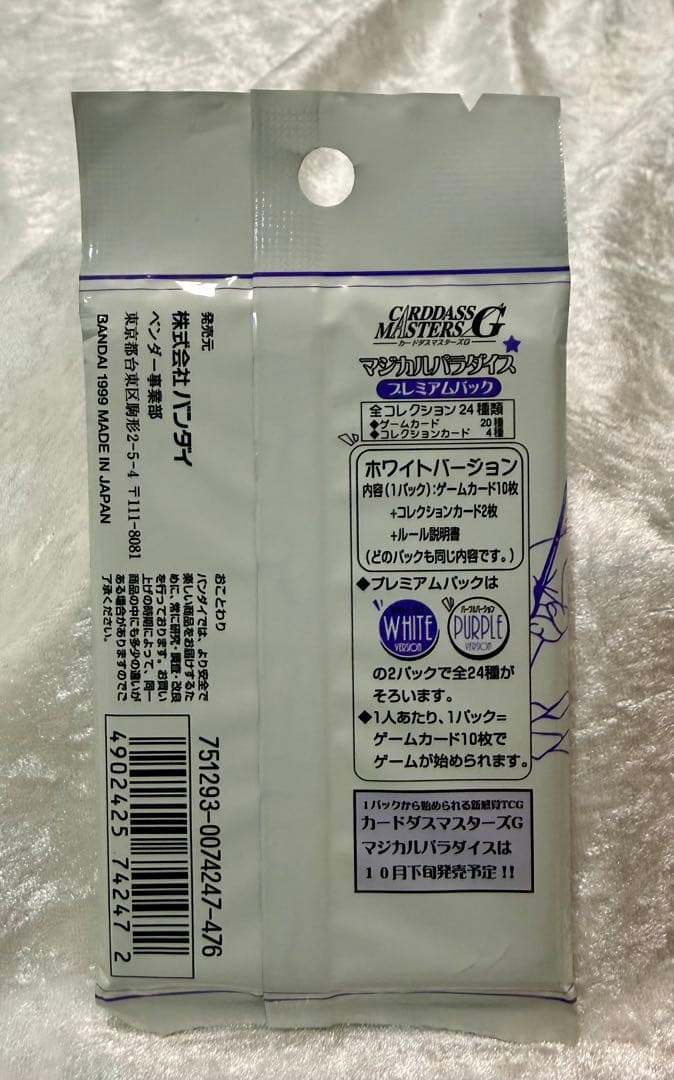 CARDDASS
MASTERS G
カードダスマスターズG
マジカルパラダイス
プレミアムパック
全コレクション24種類
◆ゲームカード 20種
◆コレクションカード 4種
ホワイトバージョン
内容(1パック):ゲームカード10枚
+コレクションカード2枚
+ルール説明書
(どのパックも同じ内容です。)
◆プレミアムパックは
WHITE
VERSION
パープルバージョン
PURPLE
VERSION
の2パックで全24種が
そろいます。
◆1人あたり、1パック=
ゲームカード10枚で
ゲームが始められます。
1パックから始められる新感覚TCG
カードダスマスターズG
マジカルパラダイスは
10月下旬発売予定!!
発売元
株式会社 バンダイ
ベンダー事業部
東京都台東区駒形2-5-4 〒111-8081
BANDAI 1999 MADE IN JAPAN
おことわり
バンダイでは、より安全で
楽しい商品をお届けするた
めに、常に研究・調査・改良
を行っております。お買い
上げの時期によって、同一
商品の中にも多少の違いが
ある場合がありますのでご
了承ください。
751293-0074247-476
4902425 742472